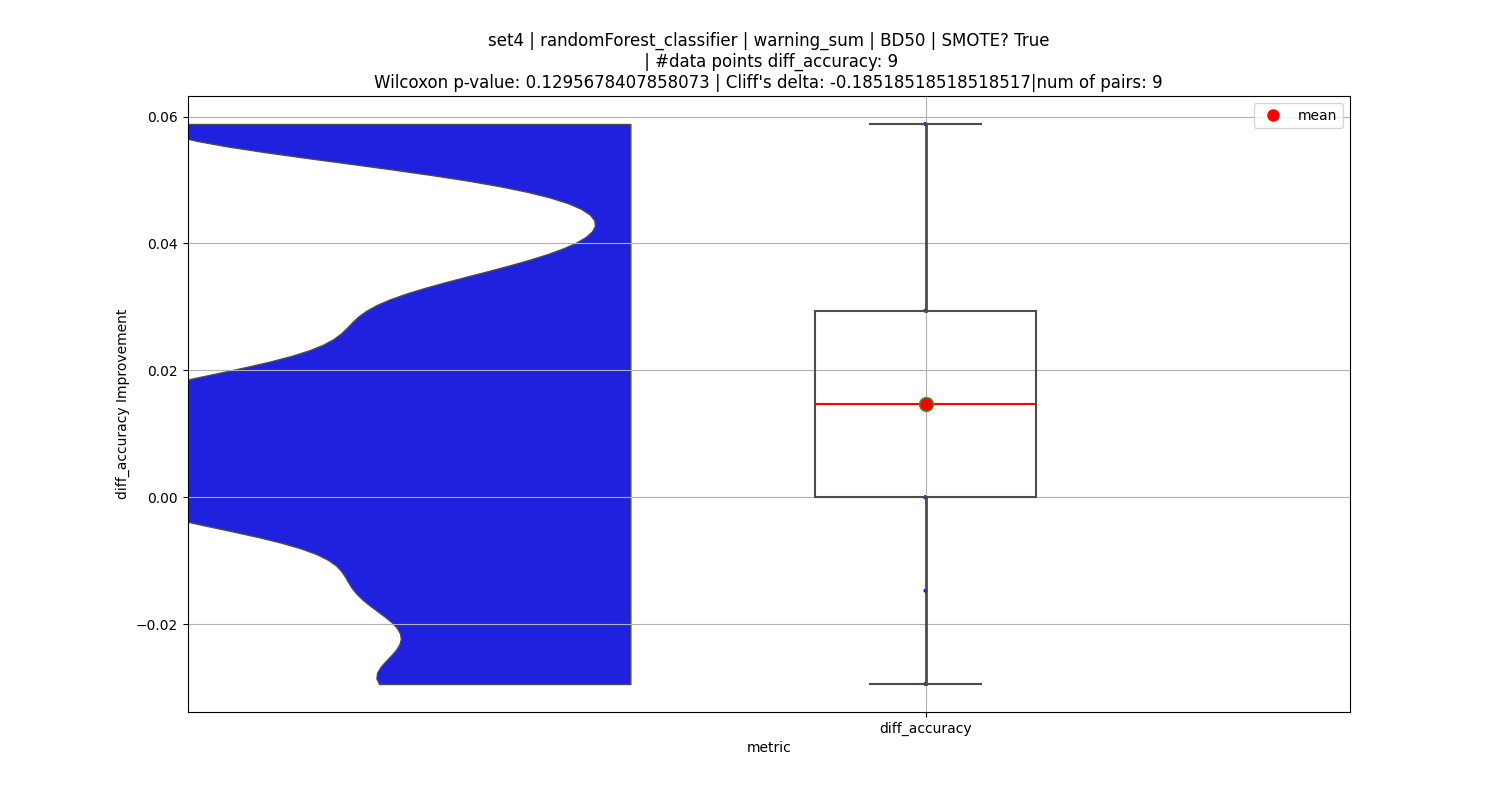 set4 | randomForest_classifier | warning_sum | BD50 | SMOTE? True
| #data points diff_accuracy: 9
Wilcoxon p-value: 0.1295678407858073 | Cliff's delta: -0.18518518518518517|num of pairs: 9
mean
0.06
0.04
0.02
0.00
−0.02
diff_accuracy Improvement
diff_accuracy
metric